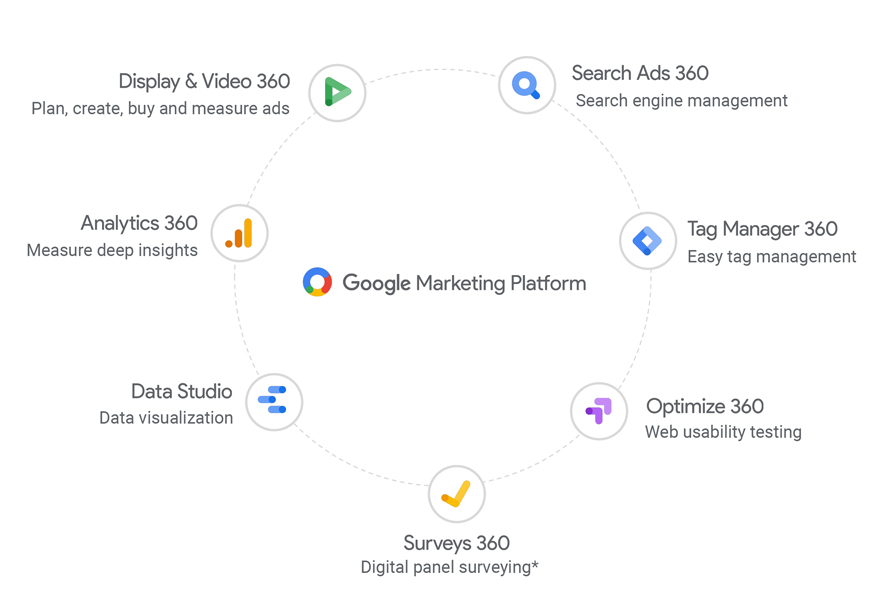 Display & Video 360
Plan, create, buy and measure ads
Search Ads 360
Search engine management
Analytics 360
Measure deep insights
Tag Manager 360
Easy tag management
Google Marketing Platform
Data Studio
Data visualization
Optimize 360
Web usability testing
Surveys 360
Digital panel surveying*